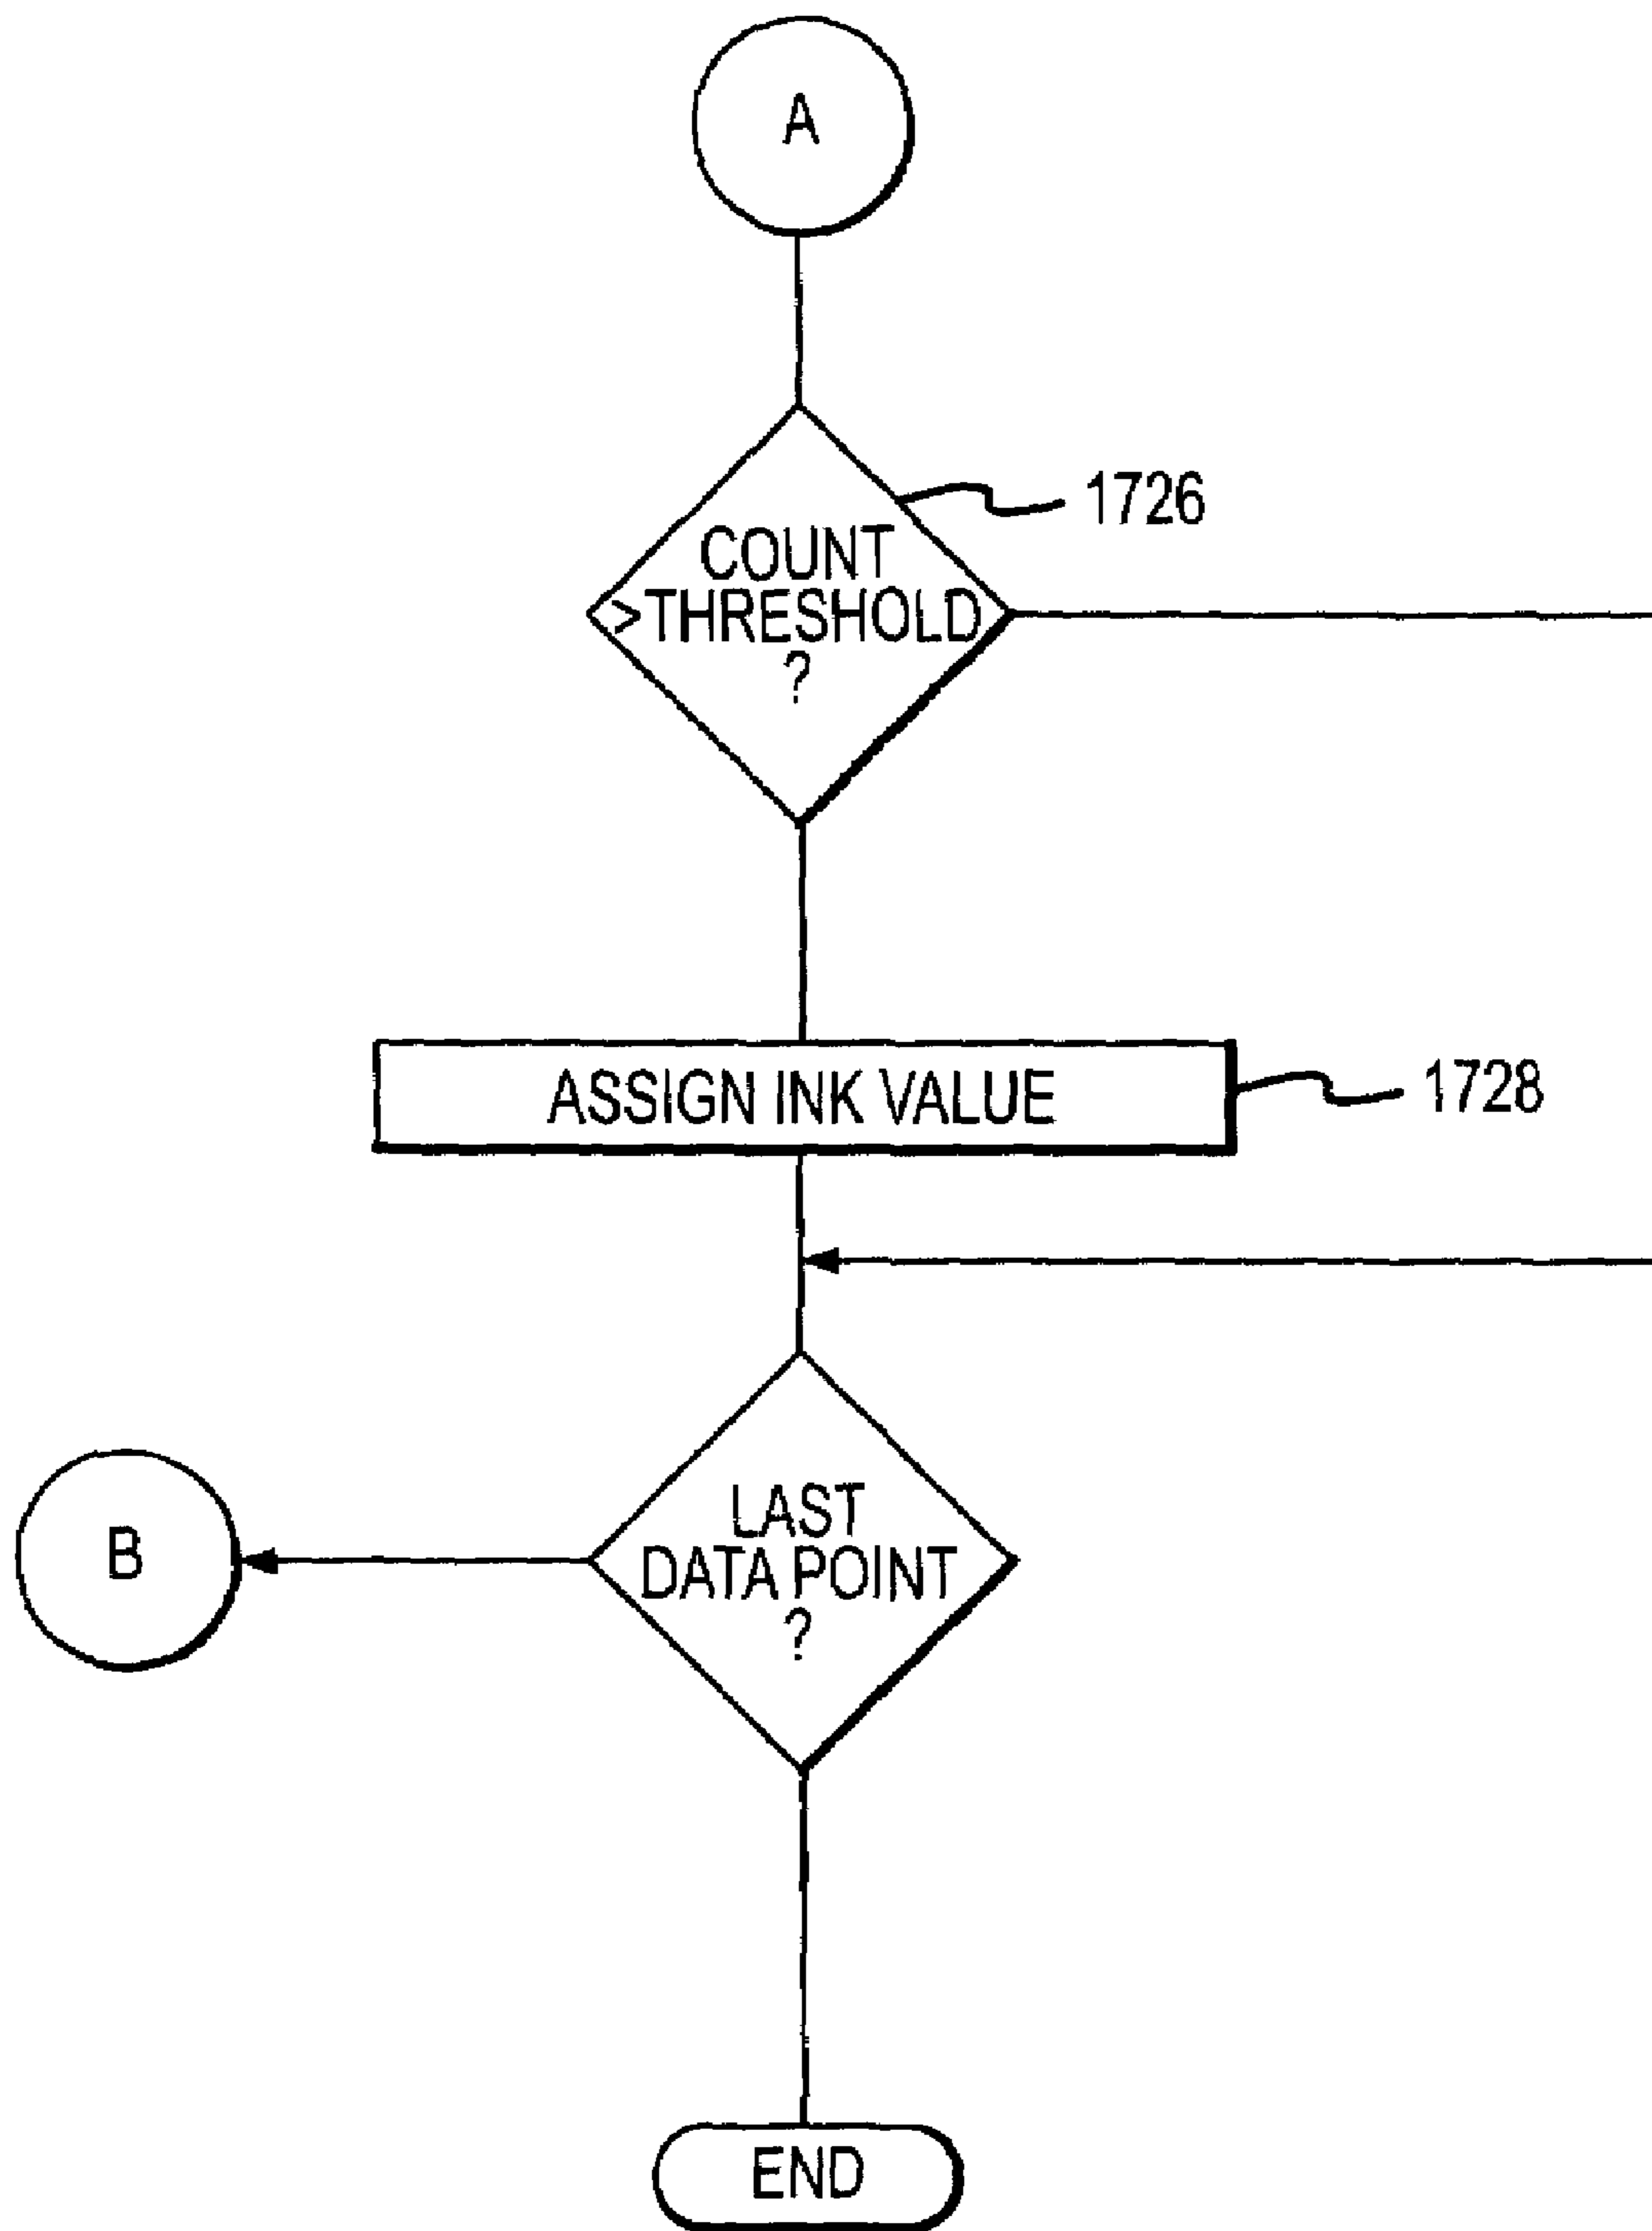 A
1726
COUNT
>THRESHOLD
?
ASSIGN INK VALUE
1728
LAST
DATA POINT
?
B
END